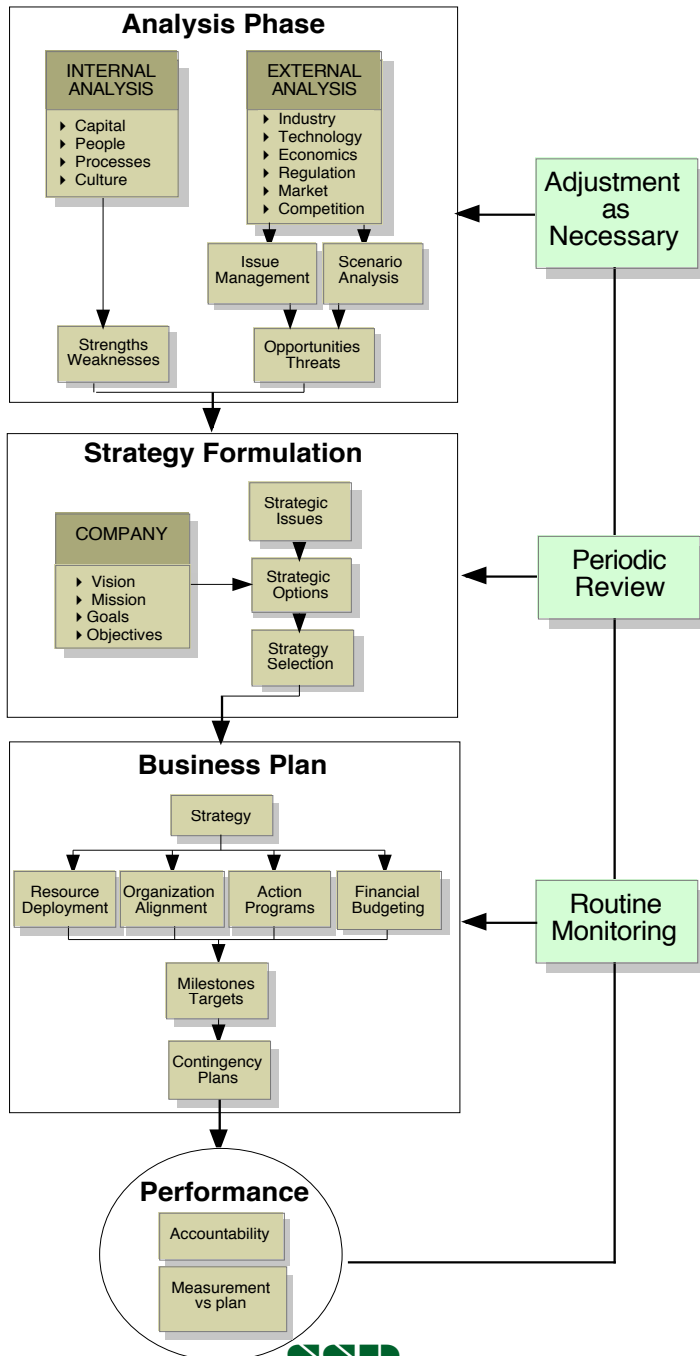 Analysis Phase
INTERNAL
ANALYSIS
Capital
People
Processes
Culture
EXTERNAL
ANALYSIS
Industry
Technology
Economics
Regulation
Market
Competition
Issue
Management
Scenario
Analysis
Strengths
Weaknesses
Opportunities
Threats
Adjustment
as
Necessary
Strategy Formulation
COMPANY
Vision
Mission
Goals
Objectives
Strategic
Issues
Strategic
Options
Strategy
Selection
Periodic
Review
Business Plan
Strategy
Resource
Deployment
Organization
Alignment
Action
Programs
Financial
Budgeting
Milestones
Targets
Contingency
Plans
Routine
Monitoring
Performance
Accountability
Measurement
vs plan